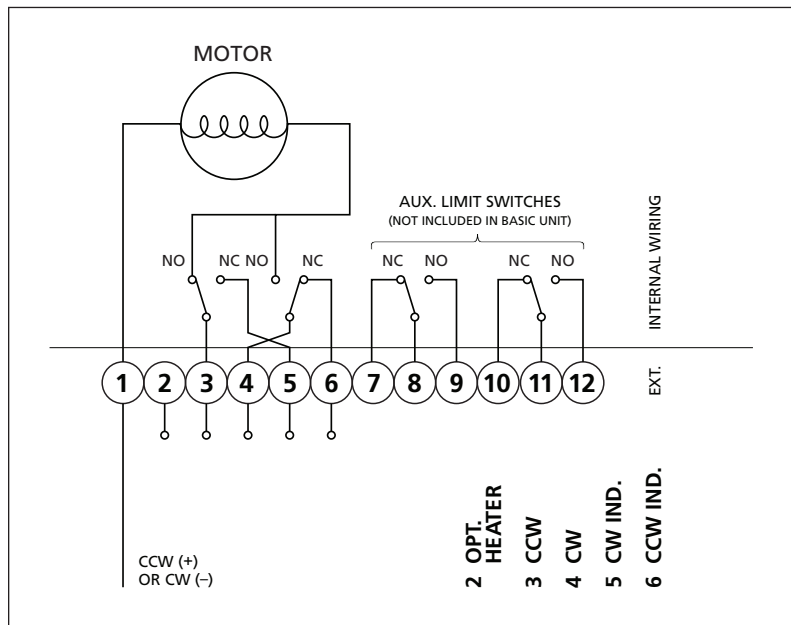 MOTOR
AUX. LIMIT SWITCHES
(NOT INCLUDED IN BASIC UNIT)
NO NC NO NC NC NO NC NO
INTERNAL WIRING
1 2 3 4 5 6 7 8 9 10 11 12
EXT.
CCW (+)
OR CW (–)
2 OPT.
HEATER
3 CCW
4 CW
5 CW IND.
6 CCW IND.